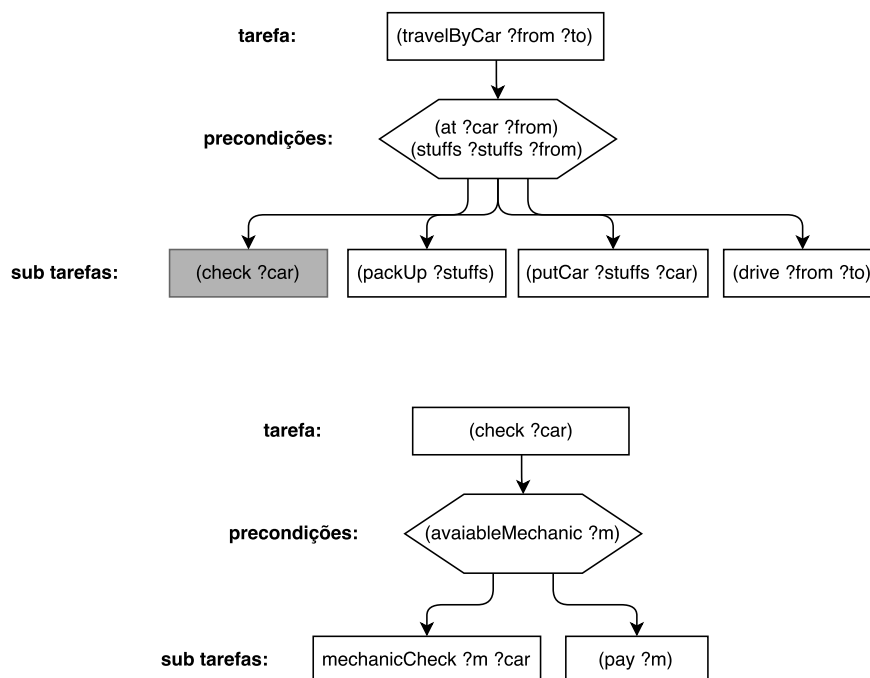 tarefa:
(travelByCar ?from ?to)
precondições:
(at ?car ?from)
(stuffs ?stuffs ?from)
sub tarefas:
(check ?car)
(packUp ?stuffs)
(putCar ?stuffs ?car)
(drive ?from ?to)
tarefa:
(check ?car)
precondições:
(avaiableMechanic ?m)
sub tarefas:
mechanicCheck ?m ?car
(pay ?m)